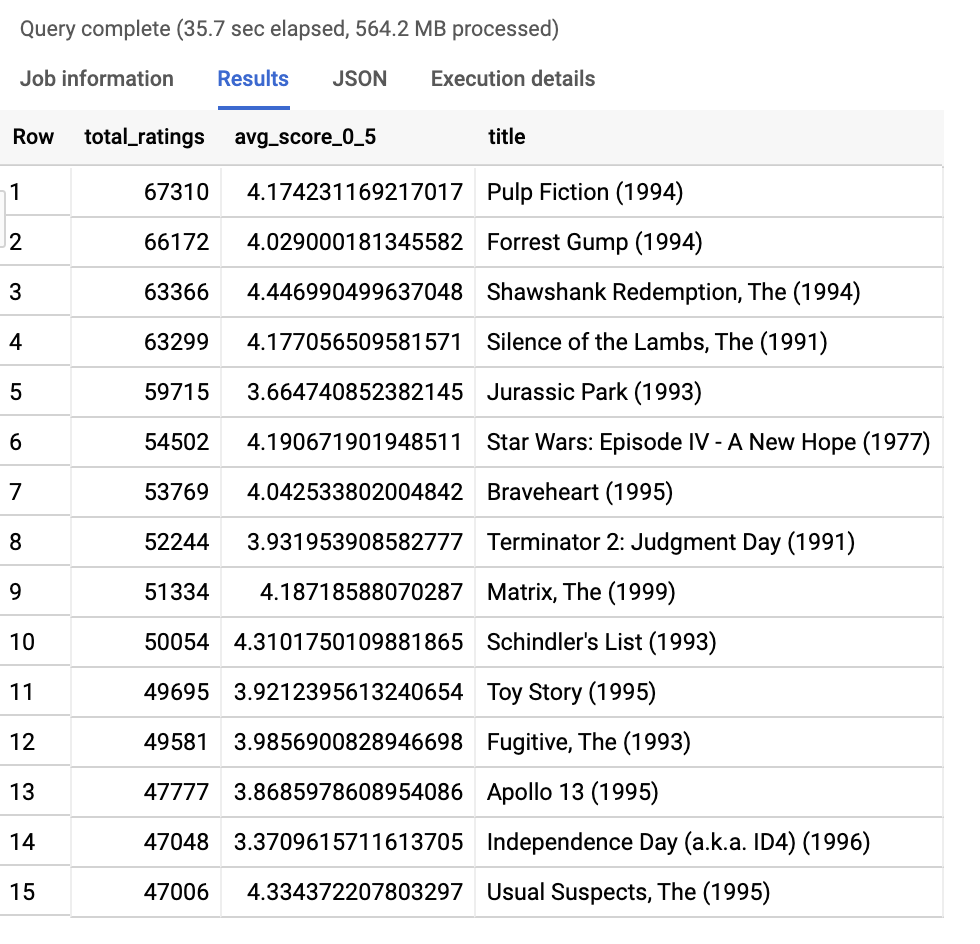 Query complete (35.7 sec elapsed, 564.2 MB processed)
Job information Results JSON Execution details
Row total_ratings avg_score_0_5 title
1 67310 4.174231169217017 Pulp Fiction (1994)
2 66172 4.029000181345582 Forrest Gump (1994)
3 63366 4.446990499637048 Shawshank Redemption, The (1994)
4 63299 4.177056509581571 Silence of the Lambs, The (1991)
5 59715 3.664740852382145 Jurassic Park (1993)
6 54502 4.190671901948511 Star Wars: Episode IV - A New Hope (1977)
7 53769 4.042533802004842 Braveheart (1995)
8 52244 3.931953908582777 Terminator 2: Judgment Day (1991)
9 51334 4.18718588070287 Matrix, The (1999)
10 50054 4.3101750109881865 Schindler's List (1993)
11 49695 3.9212395613240654 Toy Story (1995)
12 49581 3.9856900828946698 Fugitive, The (1993)
13 47777 3.8685978608954086 Apollo 13 (1995)
14 47048 3.3709615711613705 Independence Day (a.k.a. ID4) (1996)
15 47006 4.334372207803297 Usual Suspects, The (1995)